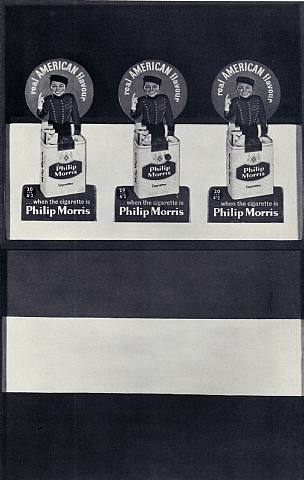 real AMERICAN flavour
real AMERICAN flavour
real AMERICAN flavour
Philip
Morris
Cigarettes
Philip
Morris
Cigarettes
Philip
Morris
Cigarettes
20
4/2
20
4/2
20
4/2
...when the cigarette is
Philip Morris
...when the cigarette is
Philip Morris
...when the cigarette is
Philip Morris